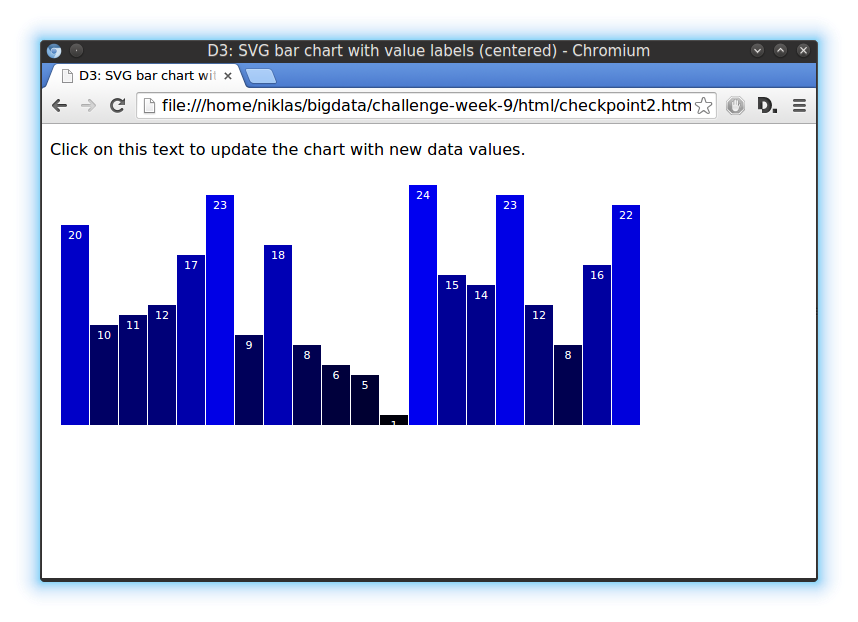 D3: SVG bar chart with value labels (centered) - Chromium
D3: SVG bar chart wit
file:///home/niklas/bigdata/challenge-week-9/html/checkpoint2.htm
D.
Click on this text to update the chart with new data values.
20 10 11 12 17 23 9 18 8 6 5 1 24 15 14 23 12 8 16 22